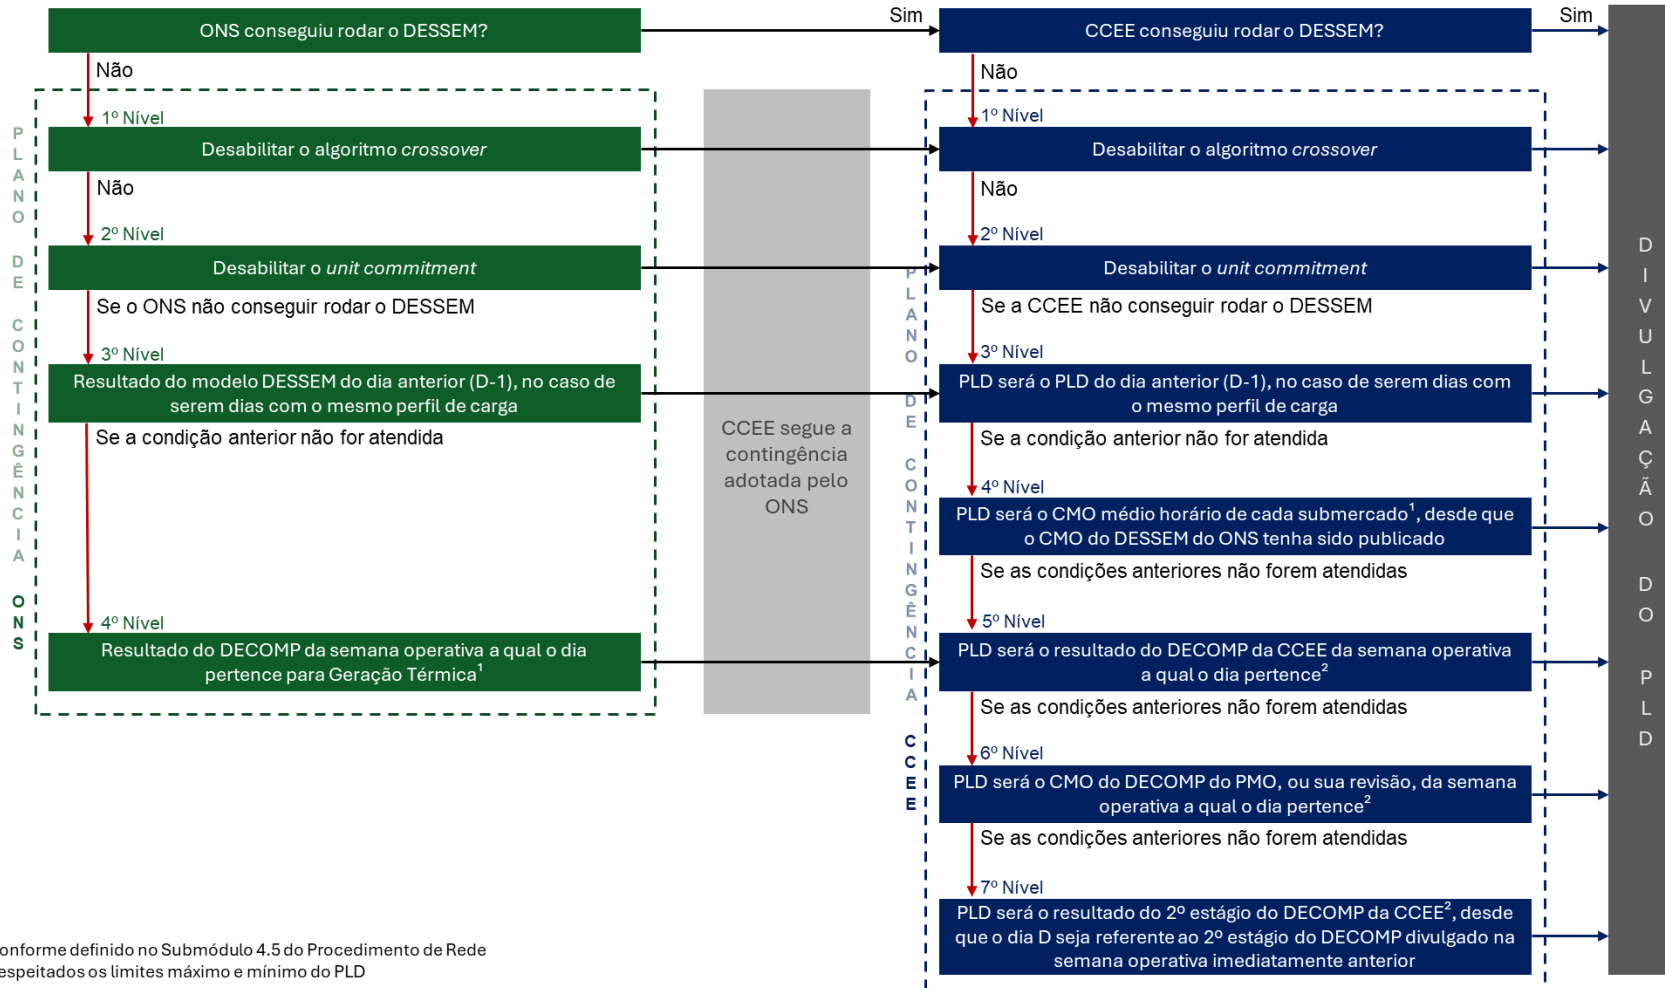 ONS conseguiu rodar o DESSEM?
Sim
CCEE conseguiu rodar o DESSEM?
Sim
Não
Não
PLANO DE CONTINGÊNCIA ONS
1º Nível
Desabilitar o algoritmo crossover
Não
2º Nível
Desabilitar o unit commitment
Se o ONS não conseguir rodar o DESSEM
3º Nível
Resultado do modelo DESSEM do dia anterior (D-1), no caso de
serem dias com o mesmo perfil de carga
Se a condição anterior não for atendida
4º Nível
Resultado do DECOMP da semana operativa a qual o dia
pertence para Geração Térmica¹
CCEE segue a
contingência
adotada pelo
ONS
PLANO DE CONTINGÊNCIA CCEE
1º Nível
Desabilitar o algoritmo crossover
Não
2º Nível
Desabilitar o unit commitment
Se a CCEE não conseguir rodar o DESSEM
3º Nível
PLD será o PLD do dia anterior (D-1), no caso de serem dias com
o mesmo perfil de carga
Se a condição anterior não for atendida
4º Nível
PLD será o CMO médio horário de cada submercado¹, desde que
o CMO do DESSEM do ONS tenha sido publicado
Se as condições anteriores não forem atendidas
5º Nível
PLD será o resultado do DECOMP da CCEE da semana operativa
a qual o dia pertence²
Se as condições anteriores não forem atendidas
6º Nível
PLD será o CMO do DECOMP do PMO, ou sua revisão, da semana
operativa a qual o dia pertence²
Se as condições anteriores não forem atendidas
7º Nível
PLD será o resultado do 2º estágio do DECOMP da CCEE², desde
que o dia D seja referente ao 2º estágio do DECOMP divulgado na
semana operativa imediatamente anterior
DIVULGAÇÃO DO PLD
onforme definido no Submódulo 4.5 do Procedimento de Rede
espeitados os limites máximo e mínimo do PLD